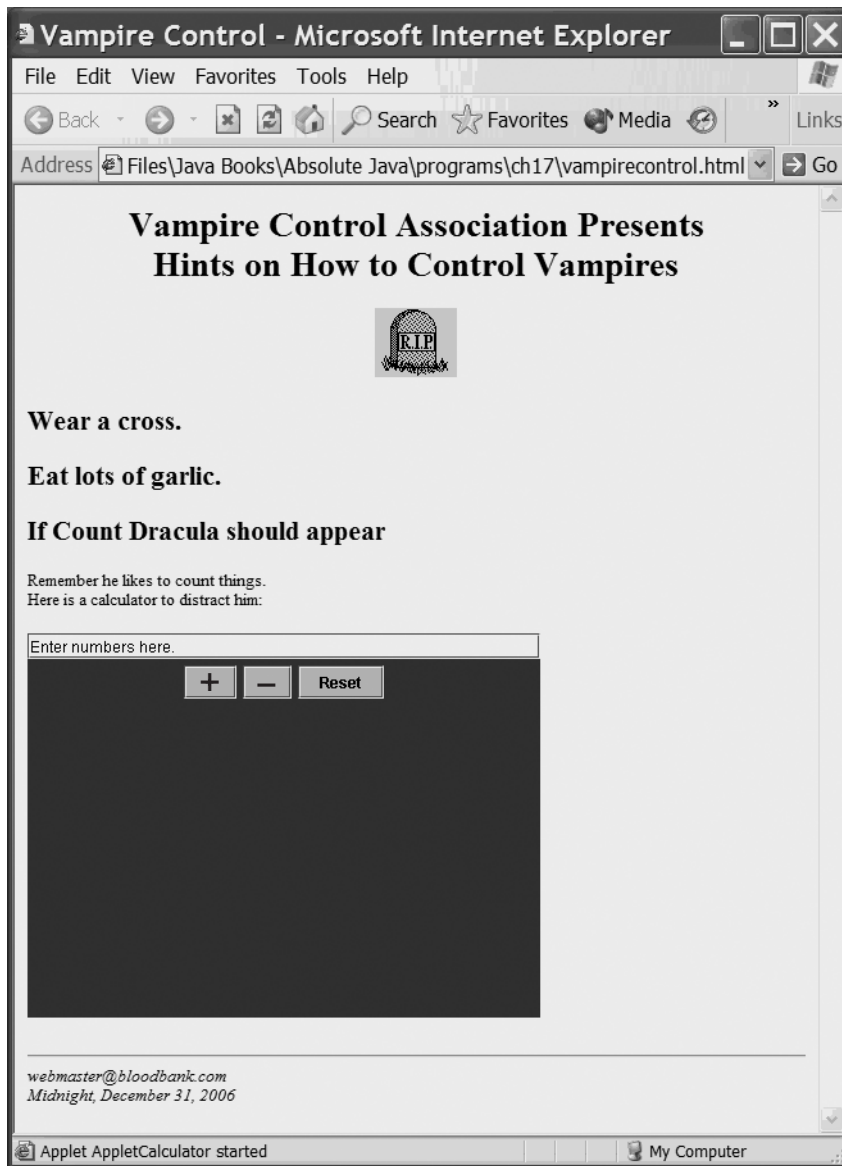 Vampire Control - Microsoft Internet Explorer
File Edit View Favorites Tools Help
Back Search Favorites Media » Links
Address Files\Java Books\Absolute Java\programs\ch17\vampirecontrol.html Go
Vampire Control Association Presents
Hints on How to Control Vampires
R.I.P.
Wear a cross.
Eat lots of garlic.
If Count Dracula should appear
Remember he likes to count things.
Here is a calculator to distract him:
Enter numbers here.
+ – Reset
webmaster@bloodbank.com
Midnight, December 31, 2006
Applet AppletCalculator started My Computer